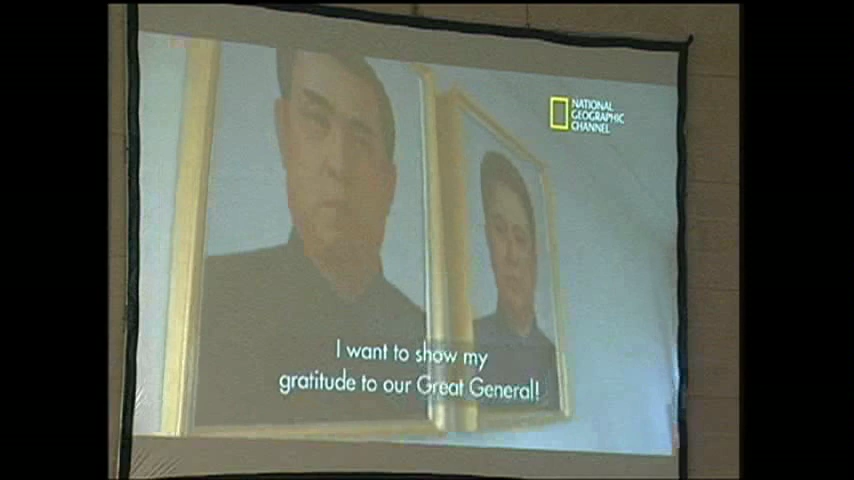 NATIONAL
GEOGRAPHIC
CHANNEL
I want to show my
gratitude to our Great General!